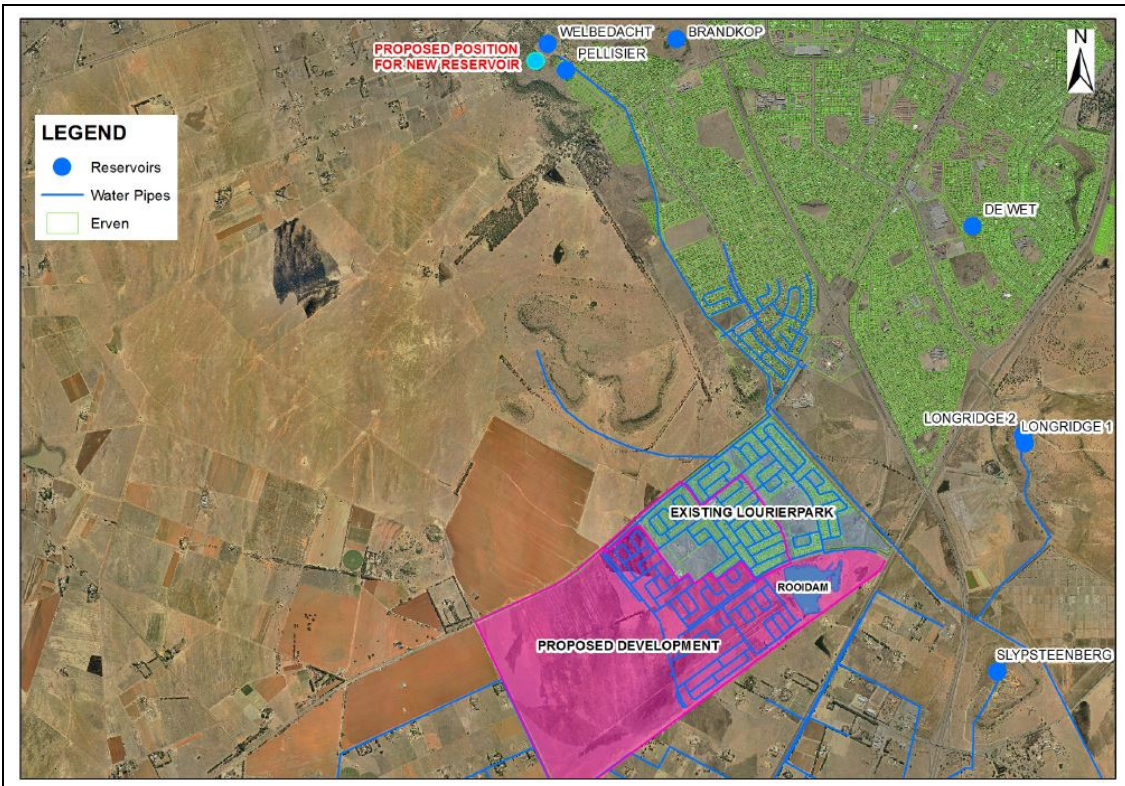 WELBEDACHT
BRANDKOP
PROPOSED POSITION
FOR NEW RESERVOIR
PELLISIER
N
LEGEND
Reservoirs
Water Pipes
Erven
DE WET
LONGRIDGE 2
LONGRIDGE 1
EXISTING LOURIERPARK
ROOIDAM
PROPOSED DEVELOPMENT
SLYPSTEENBERG